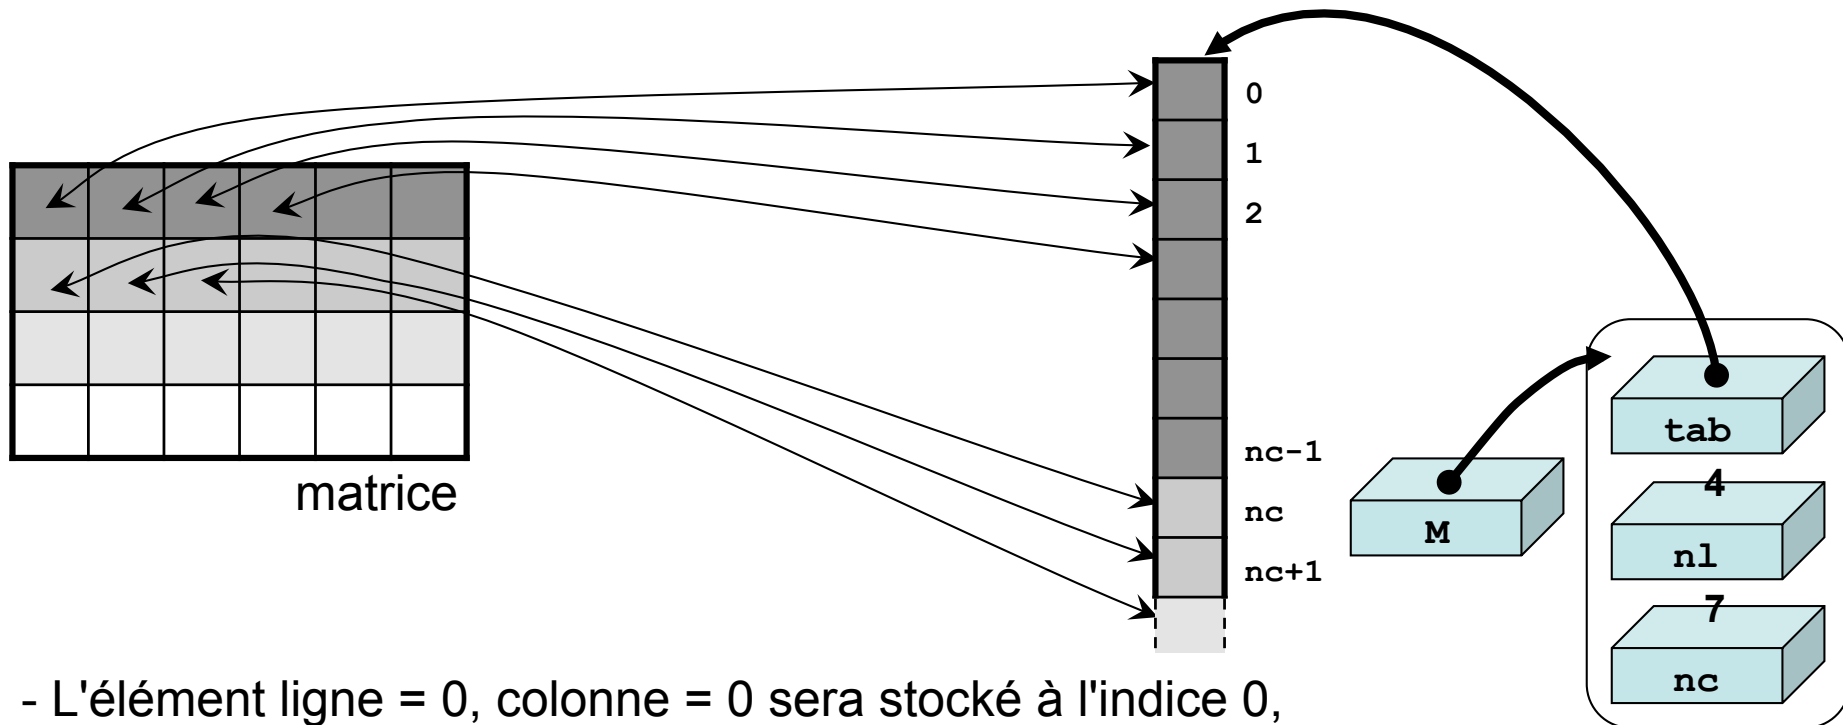 0
1
2
nc-1
nc
nc+1
matrice
M
tab
4
nl
7
nc
- L'élément ligne = 0, colonne = 0 sera stocké à l'indice 0,